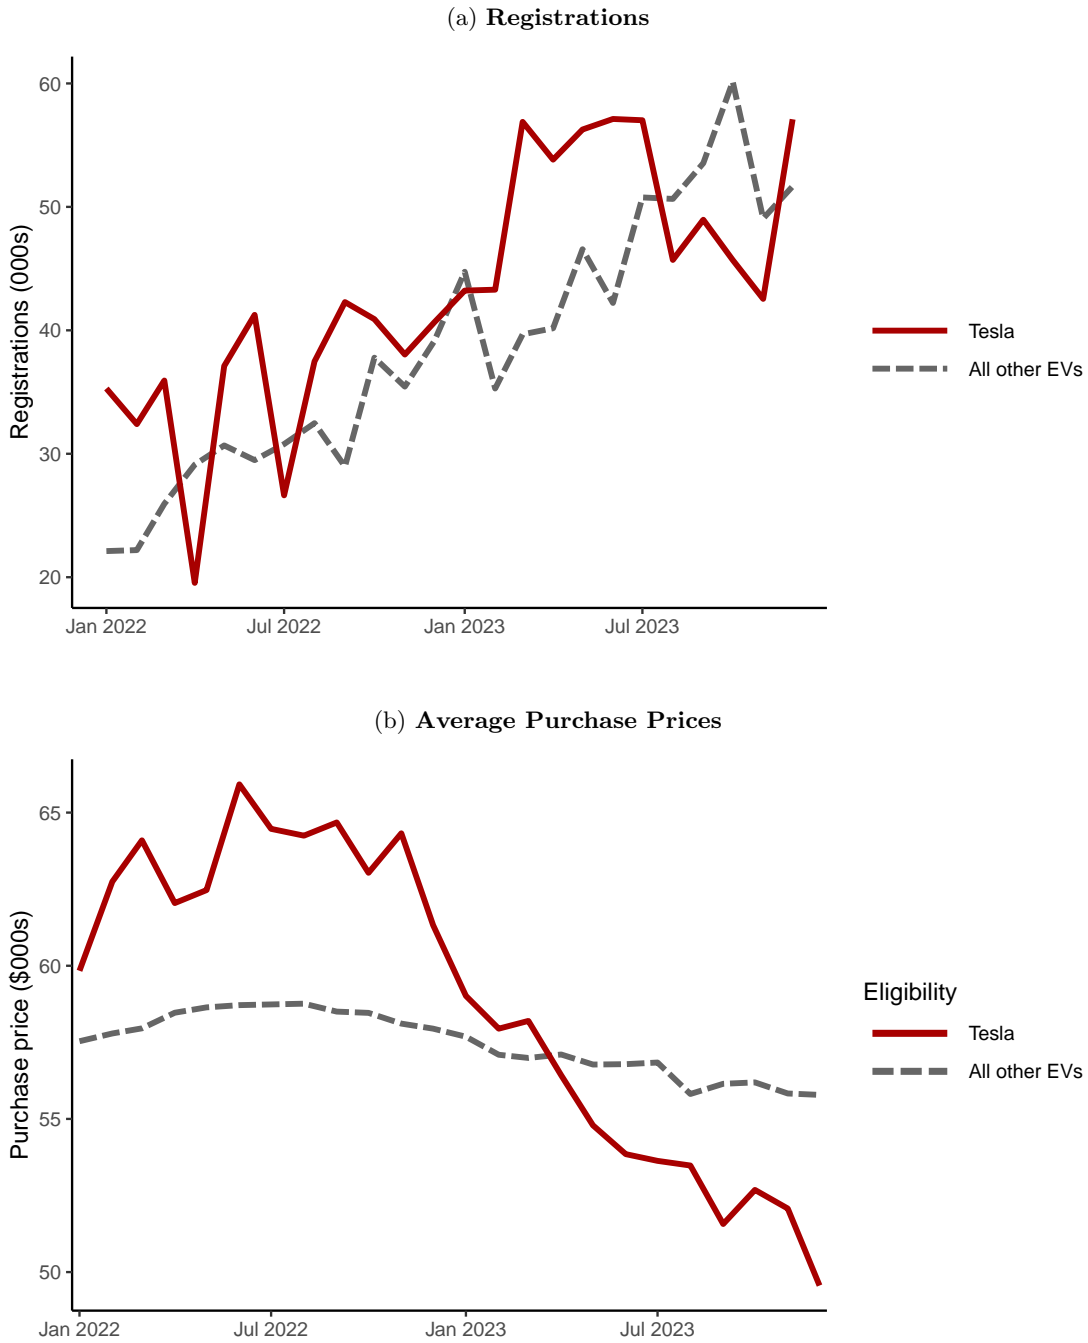 (a) Registrations
Registrations (000s)
60
50
40
30
20
Jan 2022 Jul 2022 Jan 2023 Jul 2023
Tesla
All other EVs
(b) Average Purchase Prices
Purchase price ($000s)
65
60
55
50
Jan 2022 Jul 2022 Jan 2023 Jul 2023
Eligibility
Tesla
All other EVs